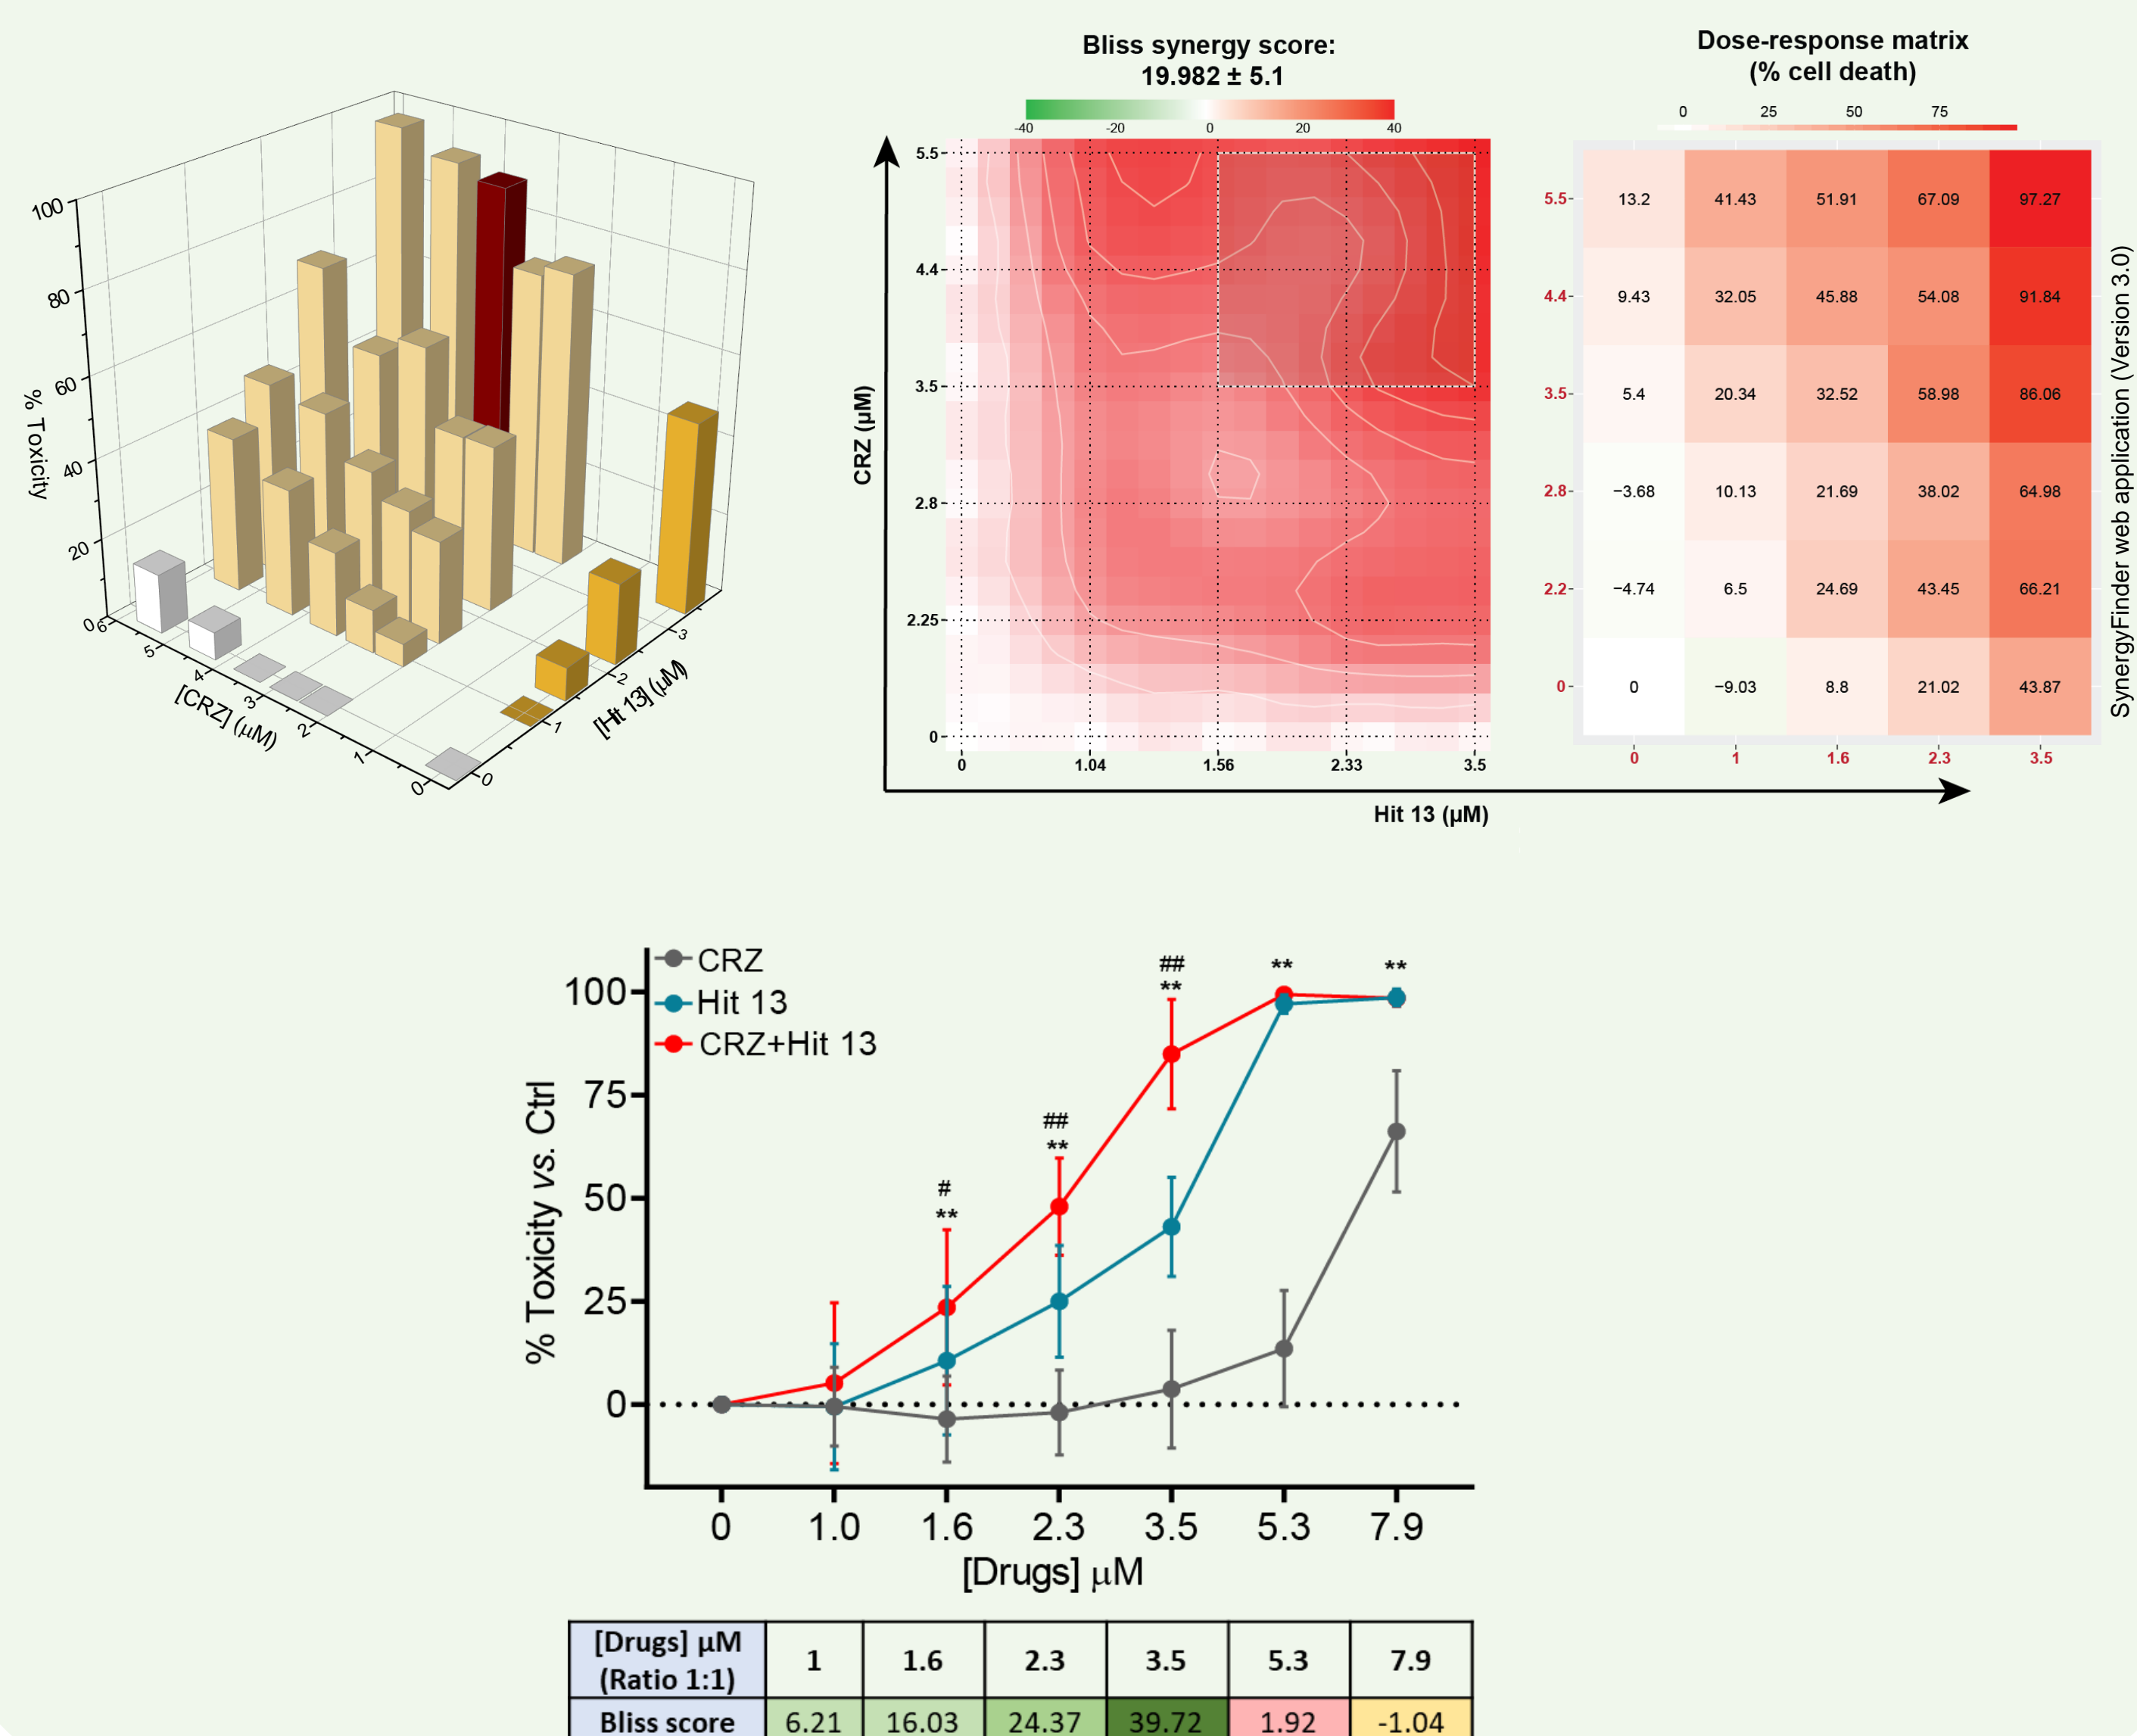 100
80
60
40
20
0
% Toxicity
6
5
4
3
2
1
0
[CRZ] (µM)
0
1
2
3
[Hit 13] (µM)
Bliss synergy score:
19.982 ± 5.1
-40 -20 0 20 40
CRZ (µM)
5.5
4.4
3.5
2.8
2.25
0
0 1.04 1.56 2.33 3.5
Hit 13 (µM)
Dose-response matrix
(% cell death)
0 25 50 75
5.5 13.2 41.43 51.91 67.09 97.27
4.4 9.43 32.05 45.88 54.08 91.84
3.5 5.4 20.34 32.52 58.98 86.06
2.8 −3.68 10.13 21.69 38.02 64.98
2.2 −4.74 6.5 24.69 43.45 66.21
0 0 −9.03 8.8 21.02 43.87
0 1 1.6 2.3 3.5
SynergyFinder web application (Version 3.0)
CRZ
Hit 13
CRZ+Hit 13
% Toxicity vs. Ctrl
100
75
50
25
0
#
**
##
**
##
**
**
**
0 1.0 1.6 2.3 3.5 5.3 7.9
[Drugs] µM
[Drugs] µM
(Ratio 1:1)
1 1.6 2.3 3.5 5.3 7.9
Bliss score 6.21 16.03 24.37 39.72 1.92 -1.04